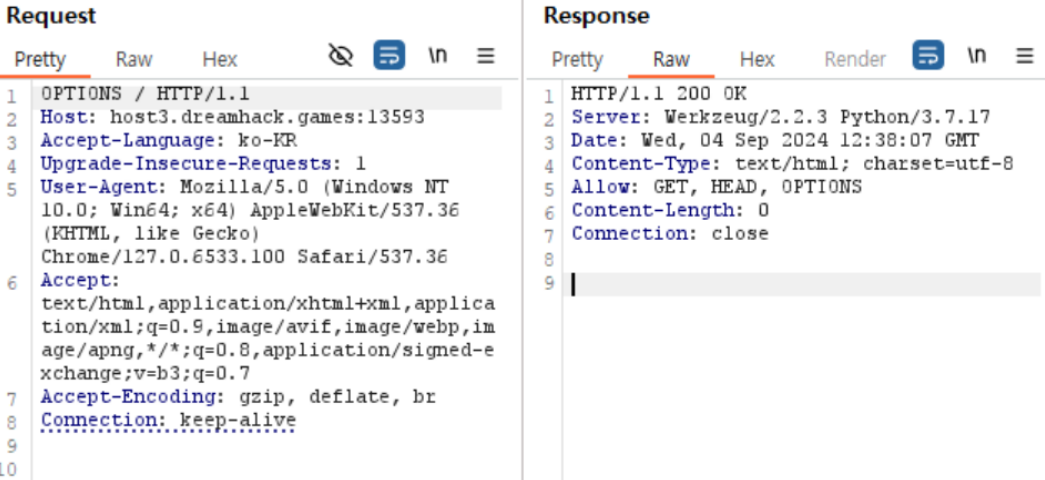 Request
Pretty Raw Hex \n
1 OPTIONS / HTTP/1.1
2 Host: host3.dreamhack.games:13593
3 Accept-Language: ko-KR
4 Upgrade-Insecure-Requests: 1
5 User-Agent: Mozilla/5.0 (Windows NT
10.0; Win64; x64) AppleWebKit/537.36
(KHTML, like Gecko)
Chrome/127.0.6533.100 Safari/537.36
6 Accept:
text/html,application/xhtml+xml,applica
tion/xml;q=0.9,image/avif,image/webp,im
age/apng,*/*;q=0.8,application/signed-e
xchange;v=b3;q=0.7
7 Accept-Encoding: gzip, deflate, br
8 Connection: keep-alive
9
10
Response
Pretty Raw Hex Render \n
1 HTTP/1.1 200 OK
2 Server: Werkzeug/2.2.3 Python/3.7.17
3 Date: Wed, 04 Sep 2024 12:38:07 GMT
4 Content-Type: text/html; charset=utf-8
5 Allow: GET, HEAD, OPTIONS
6 Content-Length: 0
7 Connection: close
8
9